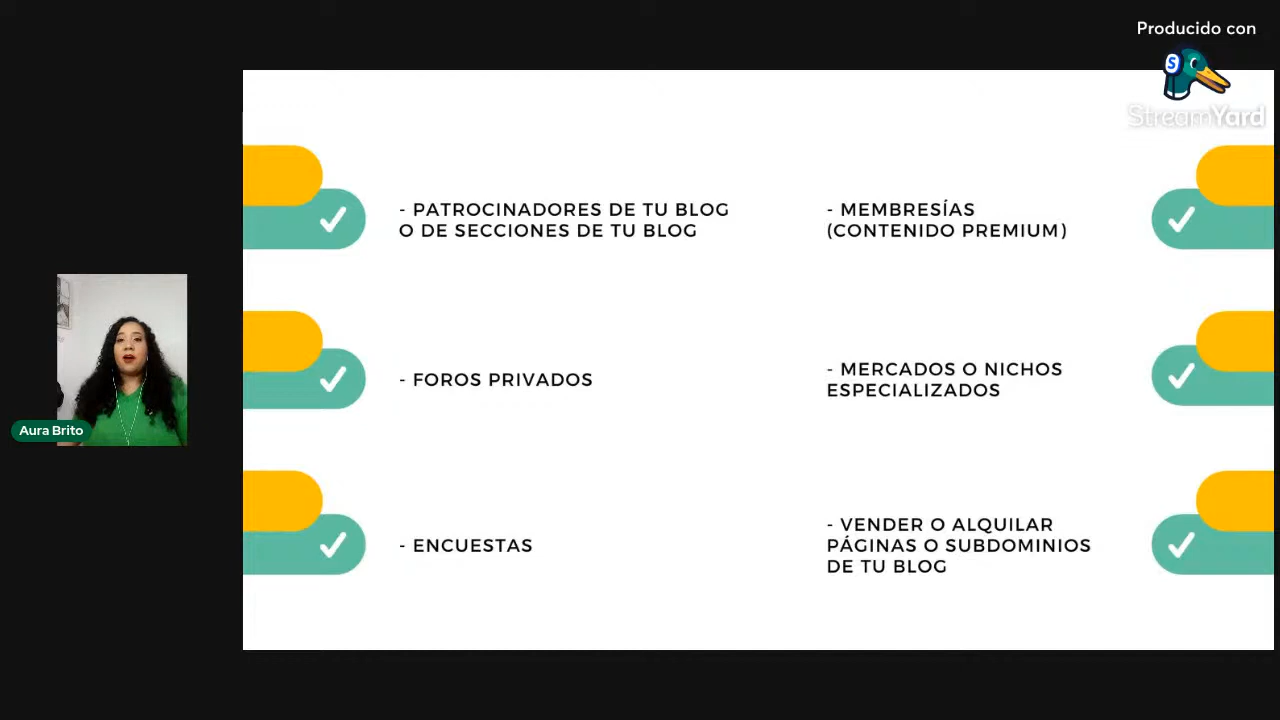 Producido con
StreamYard
- PATROCINADORES DE TU BLOG
O DE SECCIONES DE TU BLOG
- MEMBRESÍAS
(CONTENIDO PREMIUM)
- FOROS PRIVADOS
- MERCADOS O NICHOS
ESPECIALIZADOS
- ENCUESTAS
- VENDER O ALQUILAR
PÁGINAS O SUBDOMINIOS
DE TU BLOG
Aura Brito